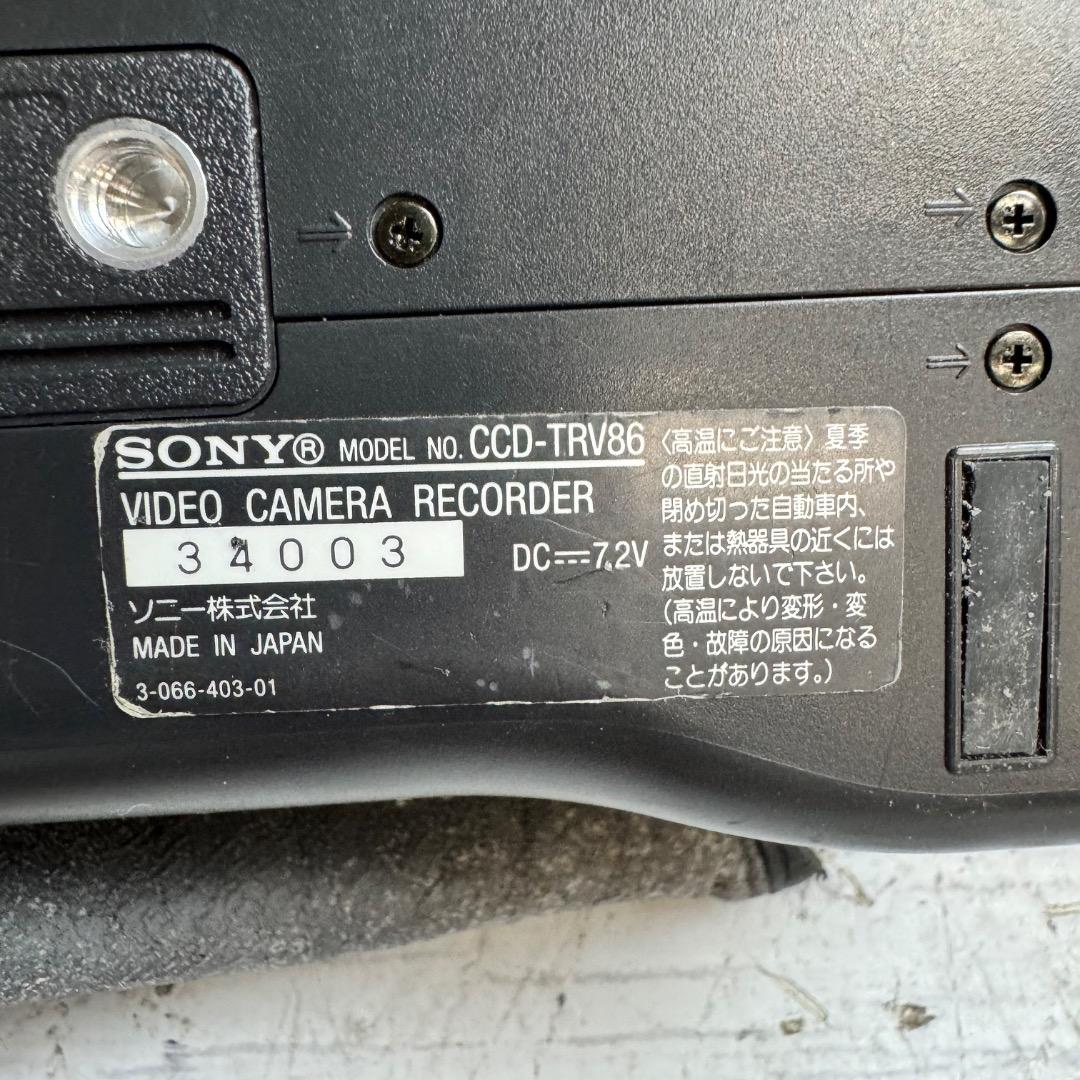 SONY® MODEL NO. CCD-TRV86
VIDEO CAMERA RECORDER
34003
DC⎓7.2V
ソニー株式会社
MADE IN JAPAN
3-066-403-01
〈高温にご注意〉夏季
の直射日光の当たる所や
閉め切った自動車内、
または熱器具の近くには
放置しないで下さい。
(高温により変形・変
色・故障の原因になる
ことがあります。)